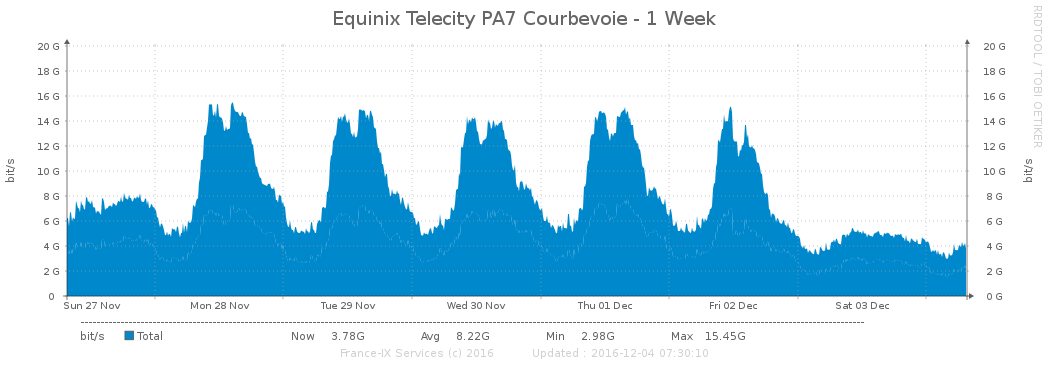 Equinix Telecity PA7 Courbevoie - 1 Week
RRDTOOL / TOBI OETIKER
20 G 20 G
18 G 18 G
16 G 16 G
14 G 14 G
12 G 12 G
10 G 10 G
8 G 8 G
6 G 6 G
4 G 4 G
2 G 2 G
0 0 G
bit/s
bit/s
Sun 27 Nov Mon 28 Nov Tue 29 Nov Wed 30 Nov Thu 01 Dec Fri 02 Dec Sat 03 Dec
bit/s Total Now 3.78G Avg 8.22G Min 2.98G Max 15.45G
France-IX Services (c) 2016 Updated : 2016-12-04 07:30:10